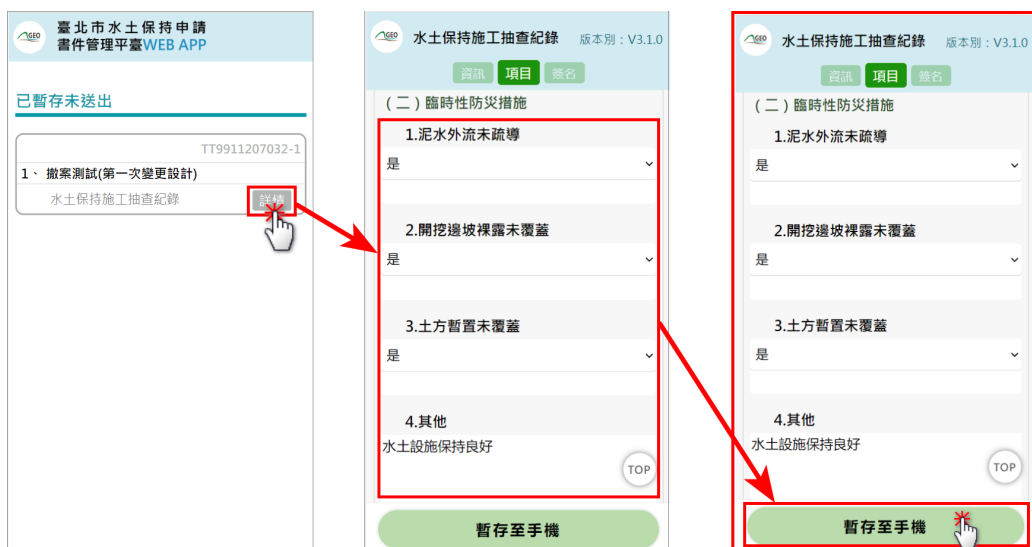 GEO
臺北市水土保持申請
書件管理平臺WEB APP
已暫存未送出
TT9911207032-1
1、 撤案測試(第一次變更設計)
水土保持施工抽查紀錄
詳情
GEO
水土保持施工抽查紀錄 版本別：V3.1.0
資訊 項目 簽名
(二)臨時性防災措施
1.泥水外流未疏導
是
2.開挖邊坡裸露未覆蓋
是
3.土方暫置未覆蓋
是
4.其他
水土設施保持良好
TOP
暫存至手機
GEO
水土保持施工抽查紀錄 版本別：V3.1.0
資訊 項目 簽名
(二)臨時性防災措施
1.泥水外流未疏導
是
2.開挖邊坡裸露未覆蓋
是
3.土方暫置未覆蓋
是
4.其他
水土設施保持良好
TOP
暫存至手機